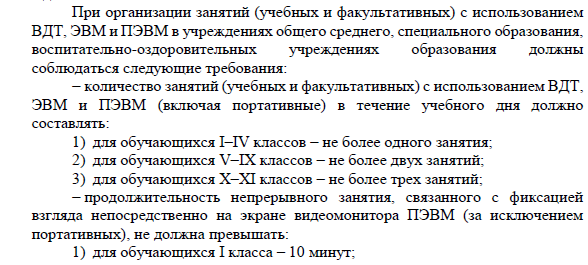 При организации занятий (учебных и факультативных) с использованием
ВДТ, ЭВМ и ПЭВМ в учреждениях общего среднего, специального образования,
воспитательно-оздоровительных учреждениях образования должны
соблюдаться следующие требования:
– количество занятий (учебных и факультативных) с использованием ВДТ,
ЭВМ и ПЭВМ (включая портативные) в течение учебного дня должно
составлять:
1) для обучающихся I–IV классов – не более одного занятия;
2) для обучающихся V–IX классов – не более двух занятий;
3) для обучающихся X–XI классов – не более трех занятий;
– продолжительность непрерывного занятия, связанного с фиксацией
взгляда непосредственно на экране видеомонитора ПЭВМ (за исключением
портативных), не должна превышать:
1) для обучающихся I класса – 10 минут;